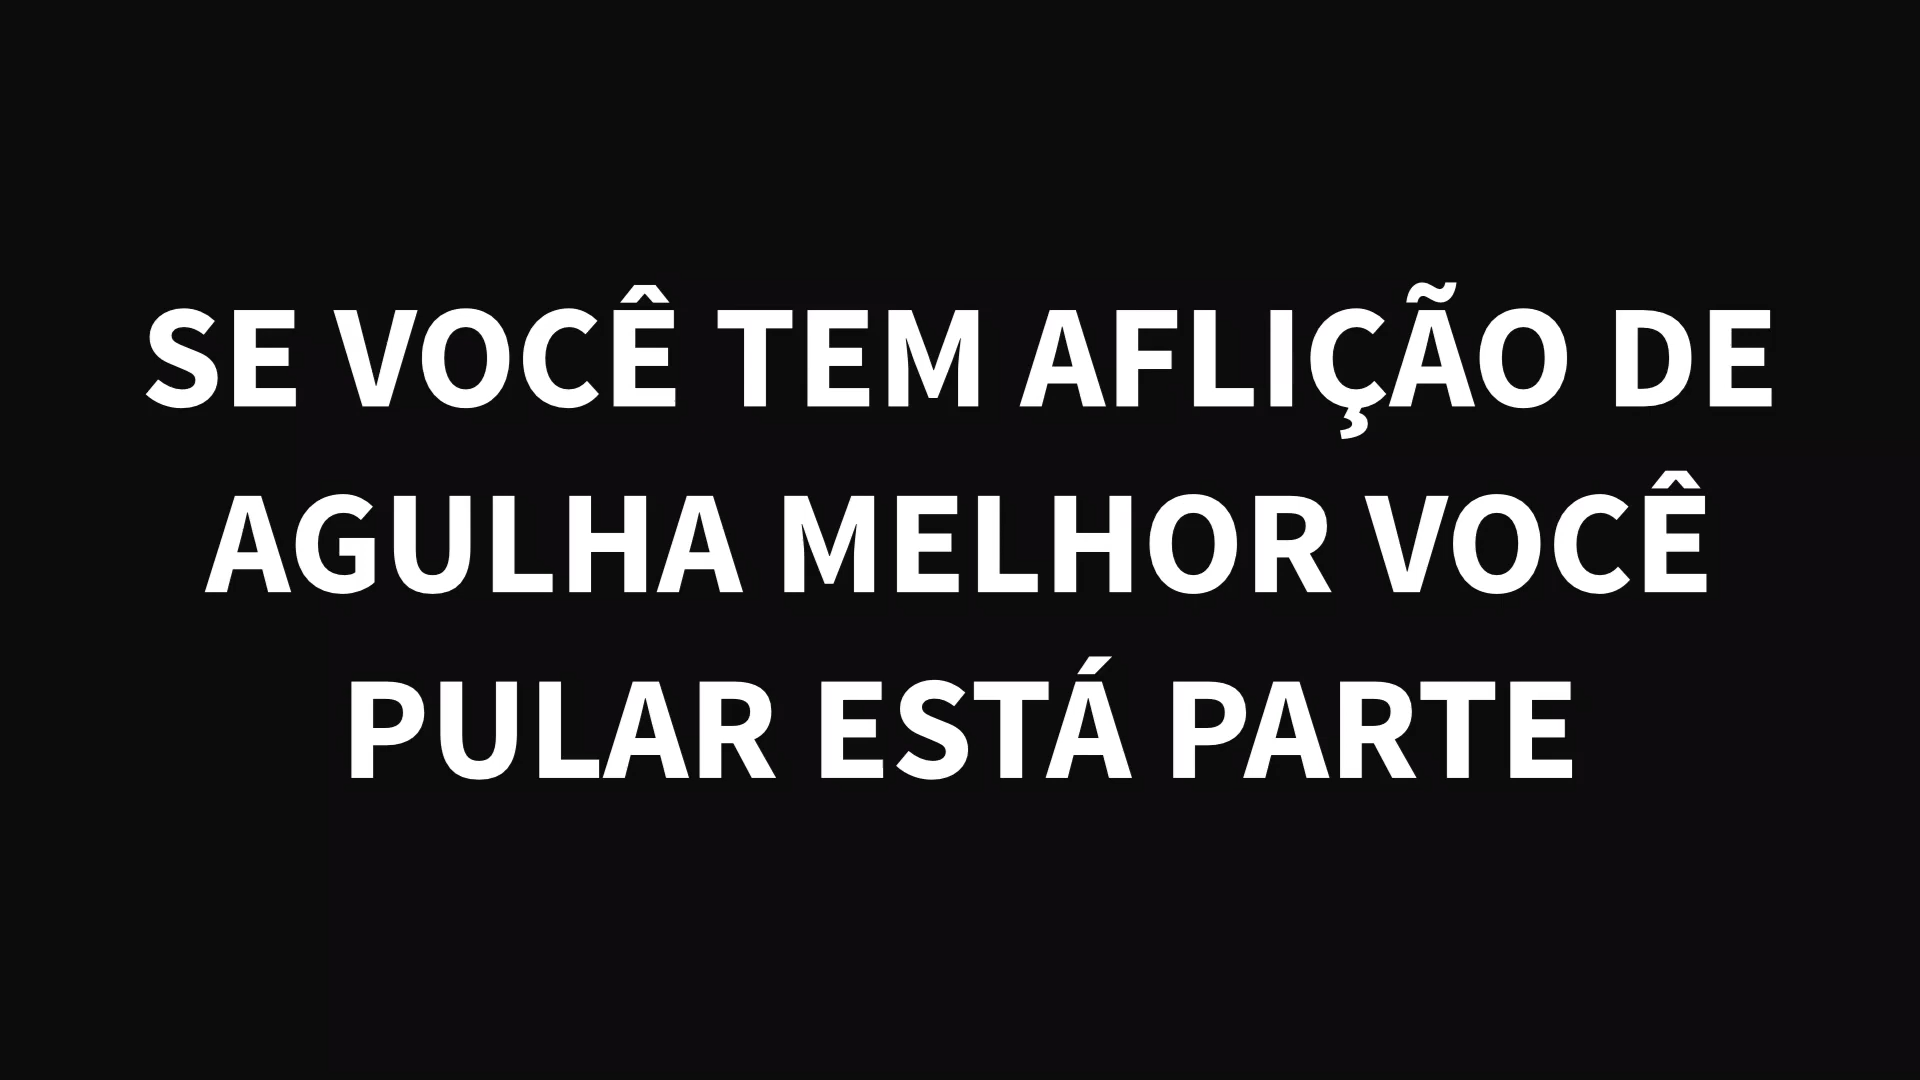 SE VOCÊ TEM AFLIÇÃO DE
AGULHA MELHOR VOCÊ
PULAR ESTÁ PARTE